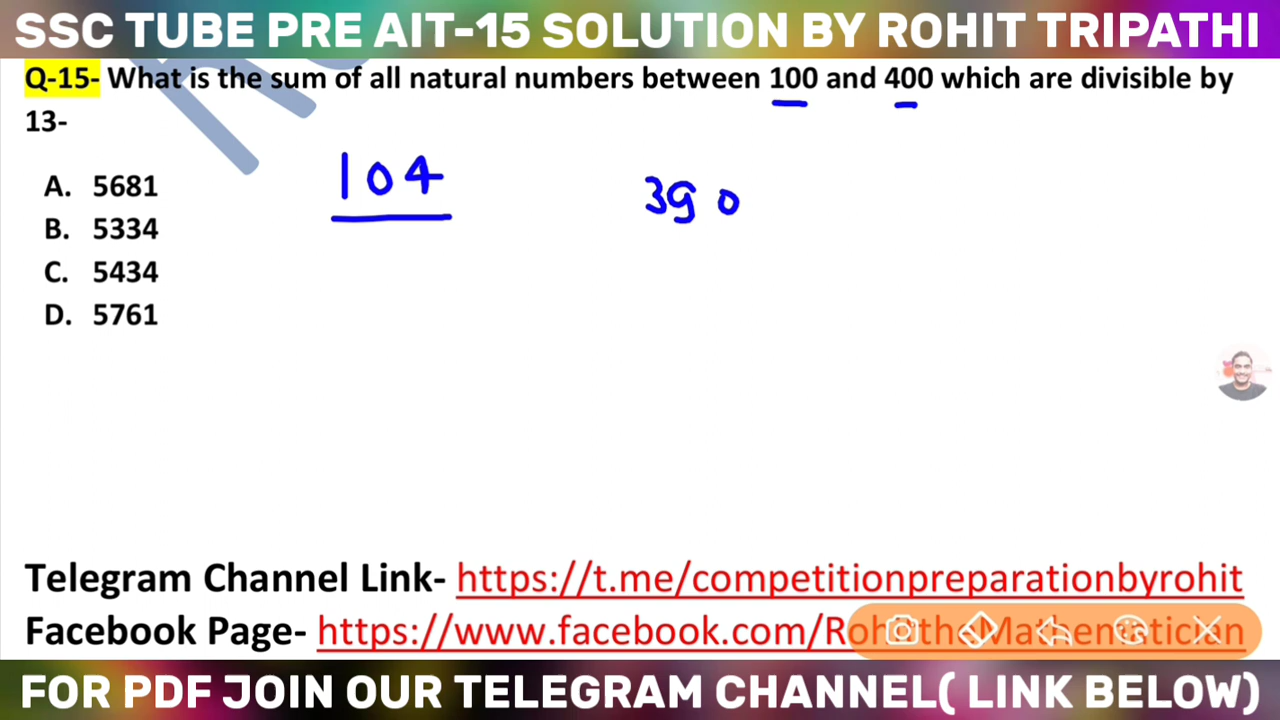 SSC TUBE PRE AIT-15 SOLUTION BY ROHIT TRIPATHI
Q-15- What is the sum of all natural numbers between 100 and 400 which are divisible by
13-
104
390
A. 5681
B. 5334
C. 5434
D. 5761
Telegram Channel Link- https://t.me/competitionpreparationbyrohit
Facebook Page- https://www.facebook.com/RohittheMathematician
FOR PDF JOIN OUR TELEGRAM CHANNEL( LINK BELOW)